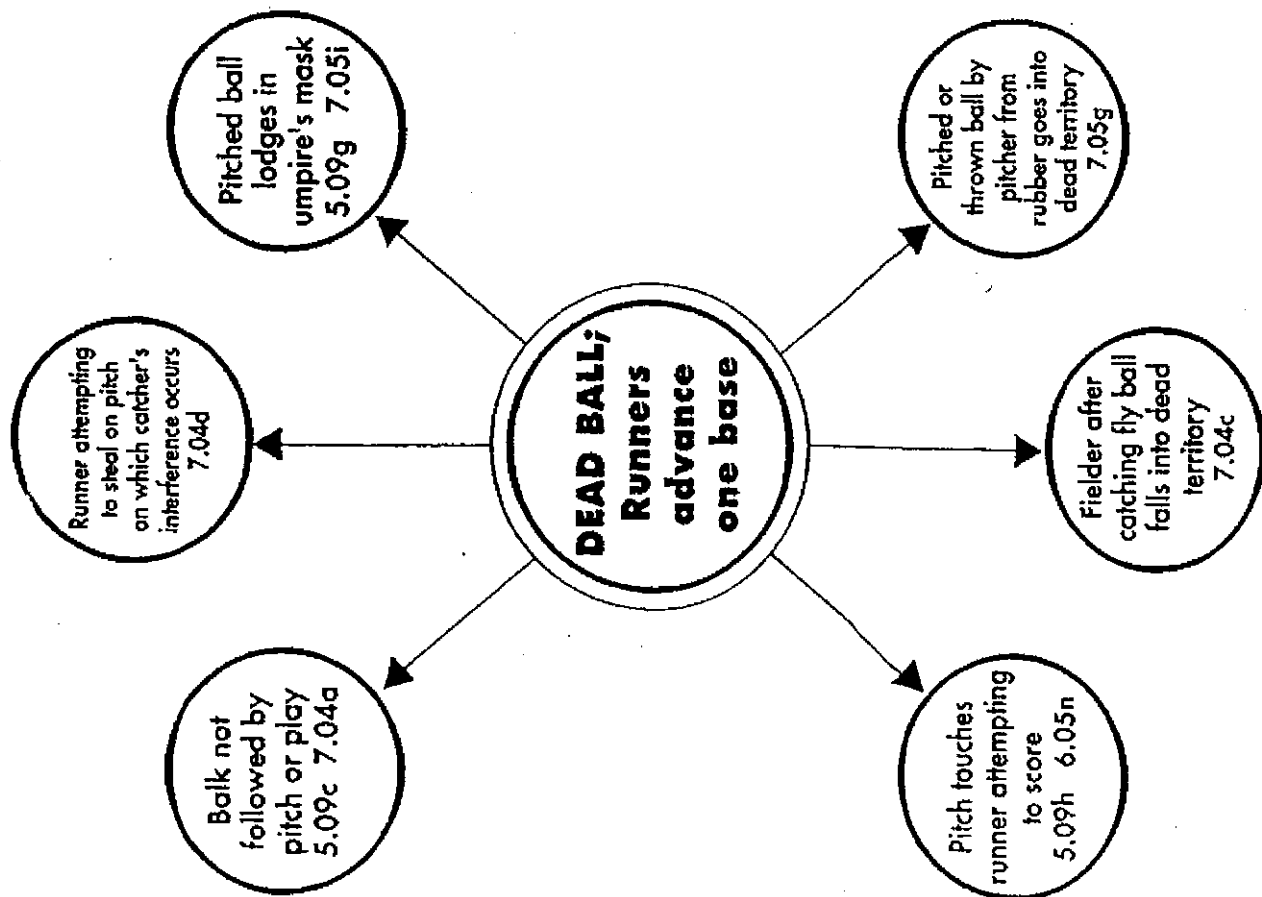 Runner attempting
to steal on pitch
on which catcher's
interference occurs
7.04d
Balk not
followed by
pitch or play
5.09c 7.04a
Pitched ball
lodges in
umpire's mask
5.09g 7.05i
DEAD BALL;
Runners
advance
one base
Pitch touches
runner attempting
to score
5.09h 6.05n
Pitched or
thrown ball by
pitcher from
rubber goes into
dead territory
7.05g
Fielder after
catching fly ball
falls into dead
territory
7.04c